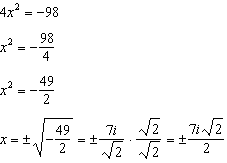 4x² = −98
x² = −98/4
x² = −49/2
x = ±√(−49/2) = ±7i/√2 · √2/√2 = ±7i√2/2